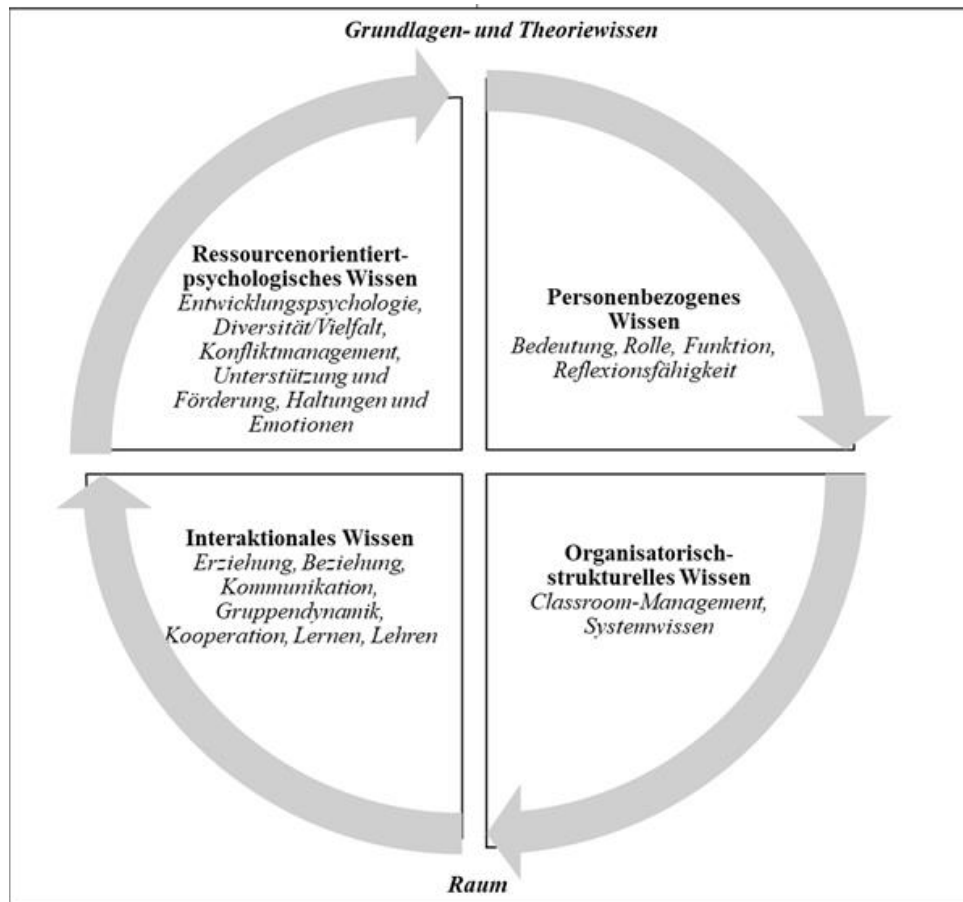 Grundlagen- und Theoriewissen
Ressourcenorientiert-
psychologisches Wissen
Entwicklungspsychologie,
Diversität/Vielfalt,
Konfliktmanagement,
Unterstützung und
Förderung, Haltungen und
Emotionen
Personenbezogenes
Wissen
Bedeutung, Rolle, Funktion,
Reflexionsfähigkeit
Interaktionales Wissen
Erziehung, Beziehung,
Kommunikation,
Gruppendynamik,
Kooperation, Lernen, Lehren
Organisatorisch-
strukturelles Wissen
Classroom-Management,
Systemwissen
Raum